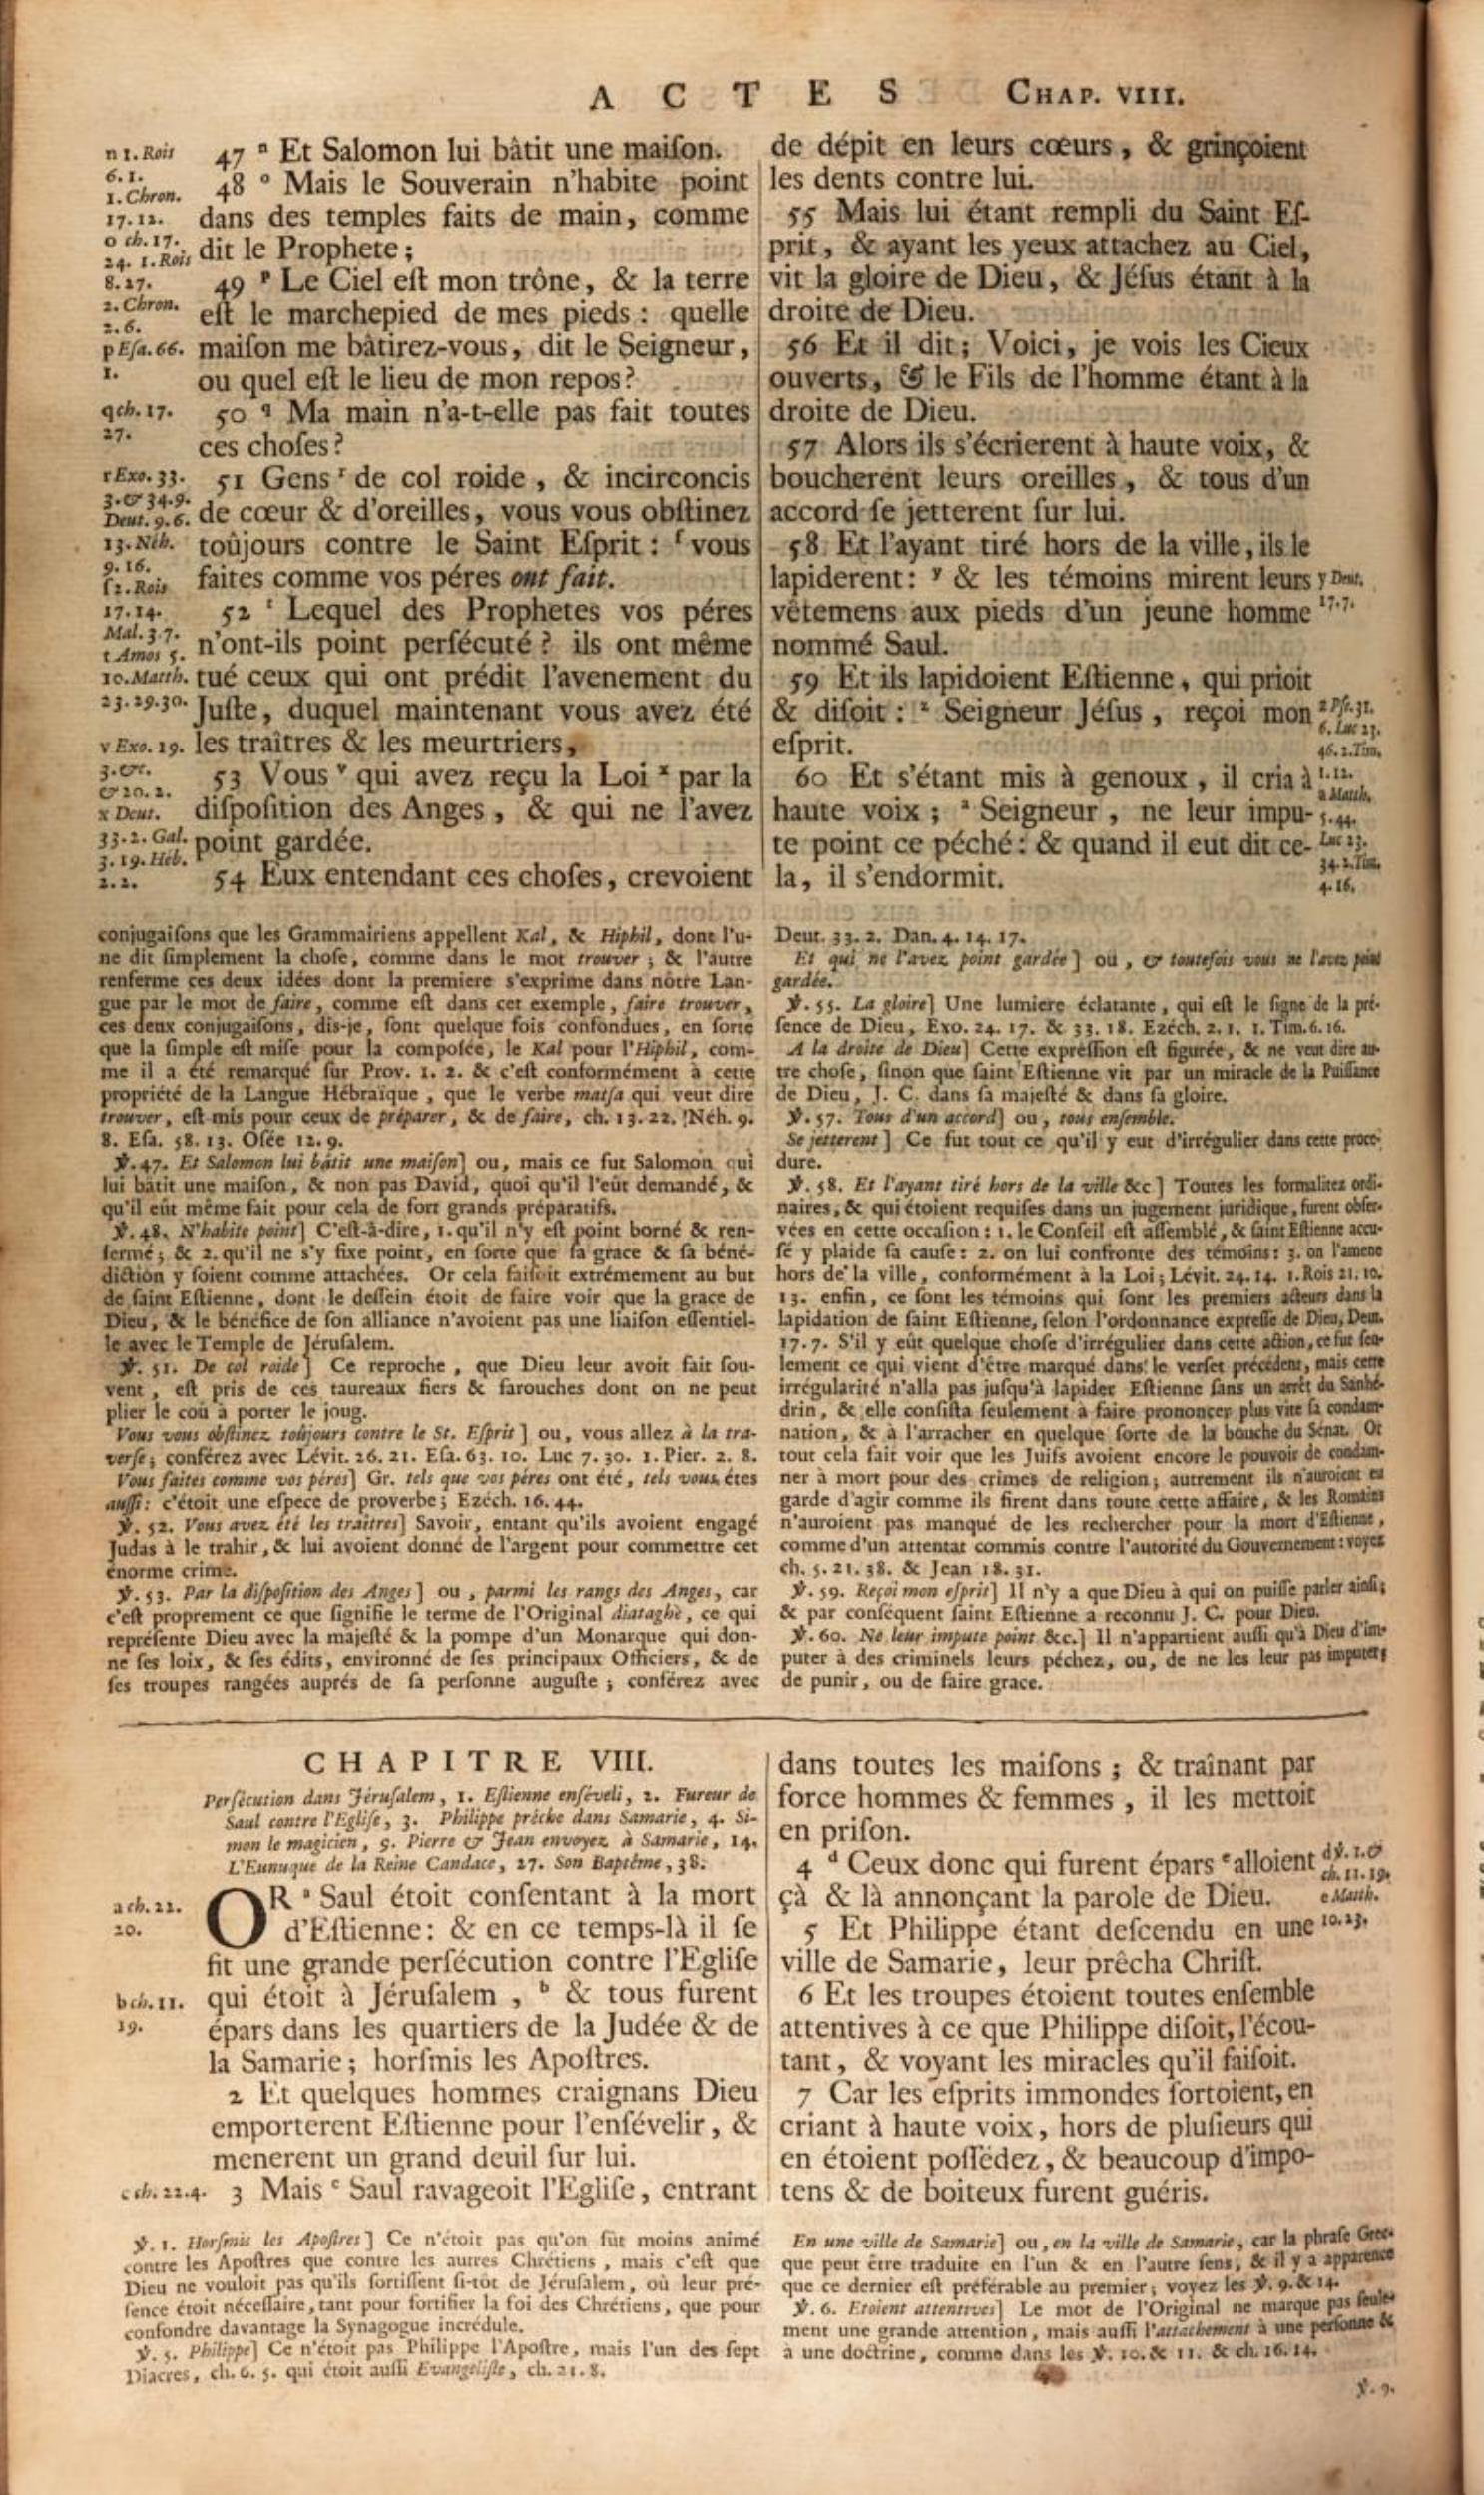 A C T E S CHAP. VIII.
n 1. Rois
6. 1.
1. Chron.
17. 12.
o ch. 17.
24. 1. Rois
8. 27.
2. Chron.
2. 6.
p Eſa. 66.
1.
q ch. 17.
27.
r Exo. 33.
3. & 34. 9.
Deut. 9. 6.
13. Néh.
9. 16.
ſ 2. Rois
17. 14.
Mal. 3. 7.
t Amos 5.
10. Matth.
23. 29. 30.
v Exo. 19.
3. &c.
& 20. 2.
x Deut.
33. 2. Gal.
3. 19. Héb.
2. 2.
47 ⁿ Et Salomon lui bâtit une maiſon.
48 º Mais le Souverain n'habite point
dans des temples faits de main, comme
dit le Prophete;
49 ᵖ Le Ciel eſt mon trône, & la terre
eſt le marchepied de mes pieds : quelle
maiſon me bâtirez-vous, dit le Seigneur,
ou quel eſt le lieu de mon repos?
50 q Ma main n'a-t-elle pas fait toutes
ces choſes?
51 Gens ʳ de col roide, & incirconcis
de cœur & d'oreilles, vous vous obſtinez
toûjours contre le Saint Eſprit : ſ vous
faites comme vos péres ont fait.
52 ᵗ Lequel des Prophetes vos péres
n'ont-ils point perſécuté? ils ont même
tué ceux qui ont prédit l'avenement du
Juſte, duquel maintenant vous avez été
les traîtres & les meurtriers,
53 Vous ᵛ qui avez reçu la Loi ˣ par la
diſpoſition des Anges, & qui ne l'avez
point gardée.
54 Eux entendant ces choſes, crevoient
de dépit en leurs cœurs, & grinçoient
les dents contre lui.
55 Mais lui étant rempli du Saint Eſ-
prit, & ayant les yeux attachez au Ciel,
vit la gloire de Dieu, & Jéſus étant à la
droite de Dieu.
56 Et il dit; Voici, je vois les Cieux
ouverts, & le Fils de l'homme étant à la
droite de Dieu.
57 Alors ils s'écrierent à haute voix, &
boucherent leurs oreilles, & tous d'un
accord ſe jetterent ſur lui.
58 Et l'ayant tiré hors de la ville, ils le
lapiderent: ʸ & les témoins mirent leurs
vêtemens aux pieds d'un jeune homme
nommé Saul.
59 Et ils lapidoient Eſtienne, qui prioit
& diſoit : ᶻ Seigneur Jéſus, reçoi mon
eſprit.
60 Et s'étant mis à genoux, il cria à
haute voix; ᵃ Seigneur, ne leur impu-
te point ce péché: & quand il eut dit ce-
la, il s'endormit.
y Deut.
17. 7.
z Pſe. 31.
6. Luc 23.
46. 2. Tim.
1. 12.
a Matth.
5. 44.
Luc 23.
34. 2. Tim.
4. 16.
conjugaiſons que les Grammairiens appellent Kal, & Hiphil, dont l'u-
ne dit ſimplement la choſe, comme dans le mot trouver; & l'autre
renferme ces deux idées dont la premiere s'exprime dans nôtre Lan-
gue par le mot de faire, comme eſt dans cet exemple, faire trouver,
ces deux conjugaiſons, dis-je, ſont quelque fois confondues, en ſorte
que la ſimple eſt miſe pour la compoſée, le Kal pour l'Hiphil, com-
me il a été remarqué ſur Prov. 1. 2. & c'eſt conformément à cette
propriété de la Langue Hébraïque, que le verbe matſa qui veut dire
trouver, eſt mis pour ceux de préparer, & de faire, ch. 13. 22. Néh. 9.
8. Eſa. 58. 13. Oſée 12. 9.
℣. 47. Et Salomon lui bâtit une maiſon] ou, mais ce fut Salomon qui
lui bâtit une maiſon, & non pas David, quoi qu'il l'eût demandé, &
qu'il eût même fait pour cela de fort grands préparatifs.
℣. 48. N'habite point] C'eſt-à-dire, 1. qu'il n'y eſt point borné & ren-
fermé; & 2. qu'il ne s'y fixe point, en ſorte que ſa grace & ſa béné-
diction y ſoient comme attachées. Or cela faiſoit extrémement au but
de ſaint Eſtienne, dont le deſſein étoit de faire voir que la grace de
Dieu, & le bénéfice de ſon alliance n'avoient pas une liaiſon eſſentiel-
le avec le Temple de Jéruſalem.
℣. 51. De col roide] Ce reproche, que Dieu leur avoit fait ſou-
vent, eſt pris de ces taureaux fiers & farouches dont on ne peut
plier le coû à porter le joug.
Vous vous obſtinez toûjours contre le St. Eſprit] ou, vous allez à la tra-
verſe; conférez avec Lévit. 26. 21. Eſa. 63. 10. Luc 7. 30. 1. Pier. 2. 8.
Vous faites comme vos péres] Gr. tels que vos péres ont été, tels vous êtes
auſſi: c'étoit une eſpece de proverbe; Ezéch. 16. 44.
℣. 52. Vous avez été les traîtres] Savoir, entant qu'ils avoient engagé
Judas à le trahir, & lui avoient donné de l'argent pour commettre cet
énorme crime.
℣. 53. Par la diſpoſition des Anges] ou, parmi les rangs des Anges, car
c'eſt proprement ce que ſignifie le terme de l'Original diataghè, ce qui
repréſente Dieu avec la majeſté & la pompe d'un Monarque qui don-
ne ſes loix, & ſes édits, environné de ſes principaux Officiers, & de
ſes troupes rangées auprés de ſa perſonne auguſte; conférez avec
Deut. 33. 2. Dan. 4. 14. 17.
Et qui ne l'avez point gardée] ou, & toutefois vous ne l'avez point
gardée.
℣. 55. La gloire] Une lumiere éclatante, qui eſt le ſigne de la pré-
ſence de Dieu, Exo. 24. 17. & 33. 18. Ezéch. 2. 1. 1. Tim. 6. 16.
A la droite de Dieu] Cette expréſſion eſt figurée, & ne veut dire au-
tre choſe, ſinon que ſaint Eſtienne vit par un miracle de la Puiſſance
de Dieu, J. C. dans ſa majeſté & dans ſa gloire.
℣. 57. Tous d'un accord] ou, tous enſemble.
Se jetterent] Ce fut tout ce qu'il y eut d'irrégulier dans cette proce-
dure.
℣. 58. Et l'ayant tiré hors de la ville &c.] Toutes les formalitez ordi-
naires, & qui étoient requiſes dans un jugement juridique, furent obſer-
vées en cette occaſion: 1. le Conſeil eſt aſſemblé, & ſaint Eſtienne accu-
ſé y plaide ſa cauſe: 2. on lui confronte des témoins: 3. on l'amene
hors de la ville, conformément à la Loi; Lévit. 24. 14. 1. Rois 21. 10.
13. enfin, ce ſont les témoins qui ſont les premiers acteurs dans la
lapidation de ſaint Eſtienne, ſelon l'ordonnance expreſſe de Dieu, Deut.
17. 7. S'il y eût quelque choſe d'irrégulier dans cette action, ce fut ſeu-
lement ce qui vient d'être marqué dans le verſet précédent, mais cette
irrégularité n'alla pas juſqu'à lapider Eſtienne ſans un arrêt du Sanhé-
drin, & elle conſiſta ſeulement à faire prononcer plus vite ſa condam-
nation, & à l'arracher en quelque ſorte de la bouche du Sénat. Or
tout cela fait voir que les Juifs avoient encore le pouvoir de condam-
ner à mort pour des crimes de religion; autrement ils n'auroient eu
garde d'agir comme ils firent dans toute cette affaire, & les Romains
n'auroient pas manqué de les rechercher pour la mort d'Eſtienne,
comme d'un attentat commis contre l'autorité du Gouvernement: voyez
ch. 5. 21. 38. & Jean 18. 31.
℣. 59. Reçoi mon eſprit] Il n'y a que Dieu à qui on puiſſe parler ainſi;
& par conſéquent ſaint Eſtienne a reconnu J. C. pour Dieu.
℣. 60. Ne leur impute point &c.] Il n'appartient auſſi qu'à Dieu d'im-
puter à des criminels leurs péchez, ou, de ne les leur pas imputer;
de punir, ou de faire grace.
CHAPITRE VIII.
Perſécution dans Jéruſalem, 1. Eſtienne enſéveli, 2. Fureur de
Saul contre l'Egliſe, 3. Philippe prêche dans Samarie, 4. Si-
mon le magicien, 9. Pierre & Jean envoyez à Samarie, 14.
L'Eunuque de la Reine Candace, 27. Son Baptême, 38.
a ch. 22.
20.
b ch. 11.
19.
c ch. 22. 4.
OR ᵃ Saul étoit conſentant à la mort
d'Eſtienne: & en ce temps-là il ſe
fit une grande perſécution contre l'Egliſe
qui étoit à Jéruſalem, ᵇ & tous furent
épars dans les quartiers de la Judée & de
la Samarie; horſmis les Apoſtres.
2 Et quelques hommes craignans Dieu
emporterent Eſtienne pour l'enſévelir, &
menerent un grand deuil ſur lui.
3 Mais ᶜ Saul ravageoit l'Egliſe, entrant
dans toutes les maiſons; & traînant par
force hommes & femmes, il les mettoit
en priſon.
4 ᵈ Ceux donc qui furent épars ᵉ alloient
çà & là annonçant la parole de Dieu.
5 Et Philippe étant deſcendu en une
ville de Samarie, leur prêcha Chriſt.
6 Et les troupes étoient toutes enſemble
attentives à ce que Philippe diſoit, l'écou-
tant, & voyant les miracles qu'il faiſoit.
7 Car les eſprits immondes ſortoient, en
criant à haute voix, hors de pluſieurs qui
en étoient poſſédez, & beaucoup d'impo-
tens & de boiteux furent guéris.
d ℣. 1. &
ch. 11. 19.
e Matth.
10. 23.
℣. 1. Horſmis les Apoſtres] Ce n'étoit pas qu'on fût moins animé
contre les Apoſtres que contre les autres Chrétiens, mais c'eſt que
Dieu ne vouloit pas qu'ils ſortiſſent ſi-tôt de Jéruſalem, où leur pré-
ſence étoit néceſſaire, tant pour fortifier la foi des Chrétiens, que pour
confondre davantage la Synagogue incrédule.
℣. 5. Philippe] Ce n'étoit pas Philippe l'Apoſtre, mais l'un des ſept
Diacres, ch. 6. 5. qui étoit auſſi Evangéliſte, ch. 21. 8.
En une ville de Samarie] ou, en la ville de Samarie, car la phraſe Grec-
que peut être traduite en l'un & en l'autre ſens, & il y a apparence
que ce dernier eſt préférable au premier; voyez les ℣. 9. & 14.
℣. 6. Etoient attentives] Le mot de l'Original ne marque pas ſeule-
ment une grande attention, mais auſſi l'attachement à une perſonne &
à une doctrine, comme dans les ℣. 10. & 11. & ch. 16. 14.
℣. 9.